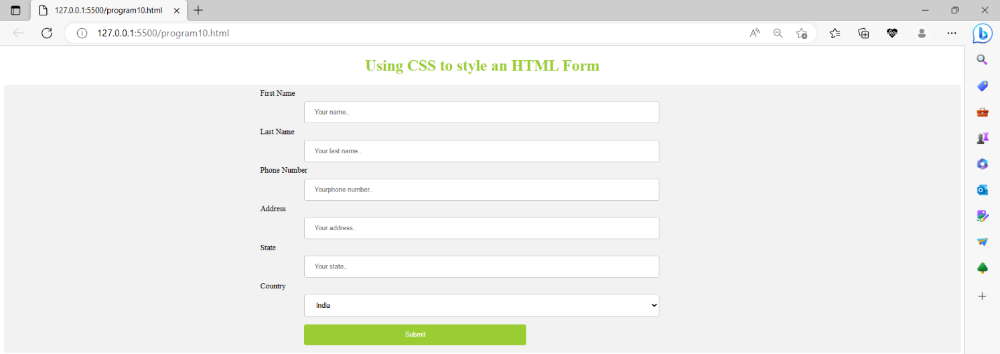 127.0.0.1:5500/program10.html
127.0.0.1:5500/program10.html
Using CSS to style an HTML Form
First Name
Your name..
Last Name
Your last name..
Phone Number
Yourphone number..
Address
Your address..
State
Your state..
Country
India
Submit